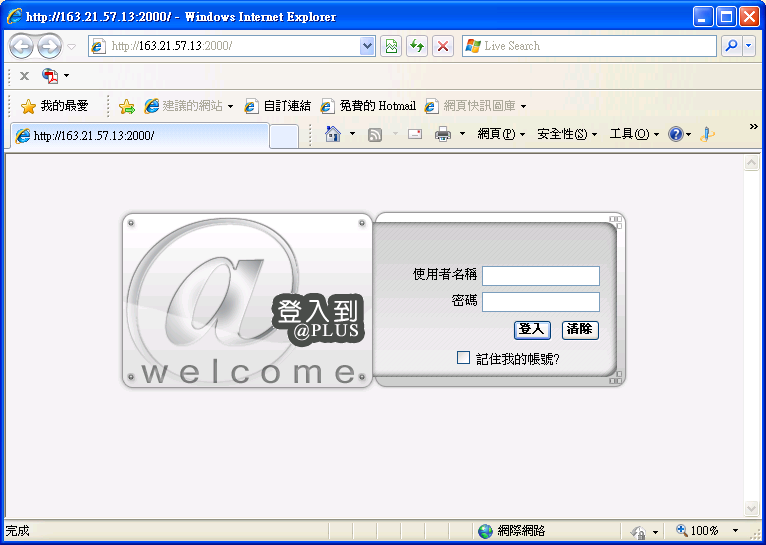 http://163.21.57.13:2000/ - Windows Internet Explorer
http://163.21.57.13:2000/
Live Search
我的最愛
建議的網站
自訂連結
免費的 Hotmail
網頁快訊圖庫
http://163.21.57.13:2000/
網頁(P)
安全性(S)
工具(O)
登入到
@PLUS
welcome
使用者名稱
密碼
登入
清除
記住我的帳號?
完成
網際網路
100%